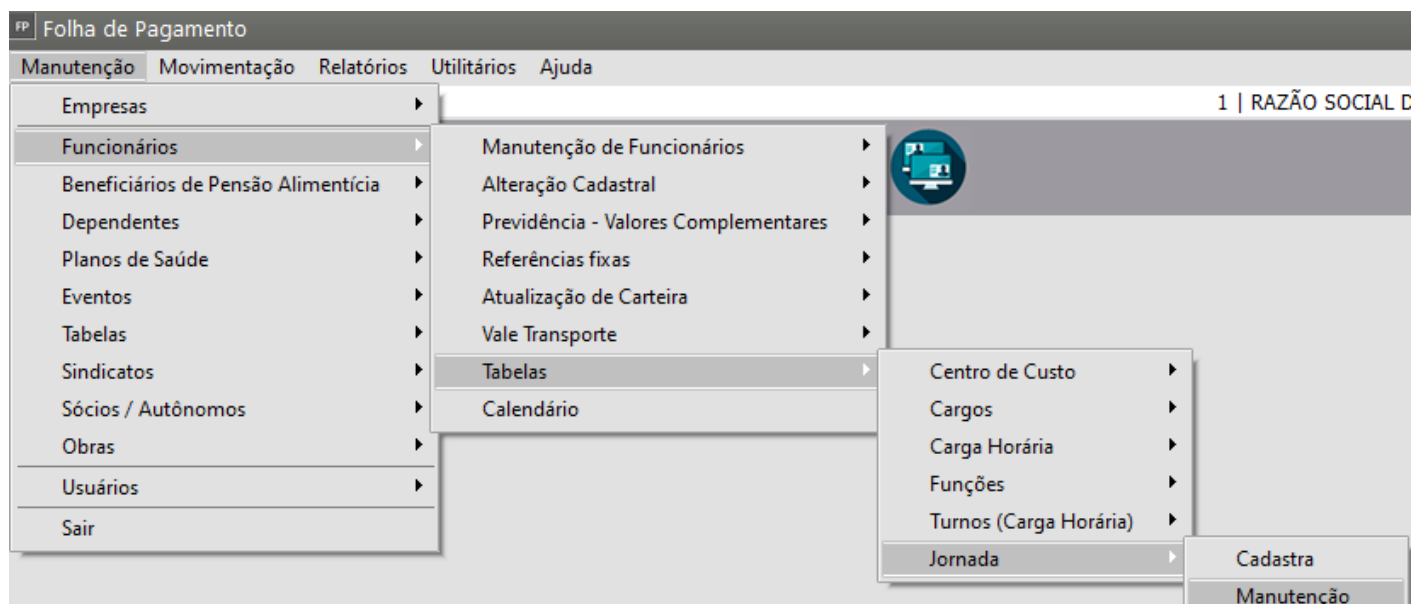 FP Folha de Pagamento
Manutenção Movimentação Relatórios Utilitários Ajuda
1 | RAZÃO SOCIAL D
Empresas
Funcionários
Beneficiários de Pensão Alimentícia
Dependentes
Planos de Saúde
Eventos
Tabelas
Sindicatos
Sócios / Autônomos
Obras
Usuários
Sair
Manutenção de Funcionários
Alteração Cadastral
Previdência - Valores Complementares
Referências fixas
Atualização de Carteira
Vale Transporte
Tabelas
Calendário
Centro de Custo
Cargos
Carga Horária
Funções
Turnos (Carga Horária)
Jornada
Cadastra
Manutenção